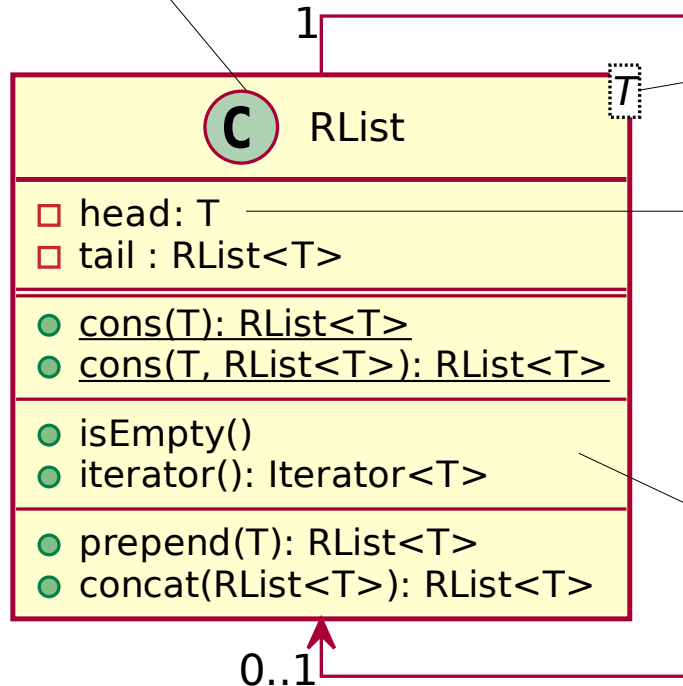 1
T
C RList
head: T
tail : RList<T>
cons(T): RList<T>
cons(T, RList<T>): RList<T>
isEmpty()
iterator(): Iterator<T>
prepend(T): RList<T>
concat(RList<T>): RList<T>
0..1